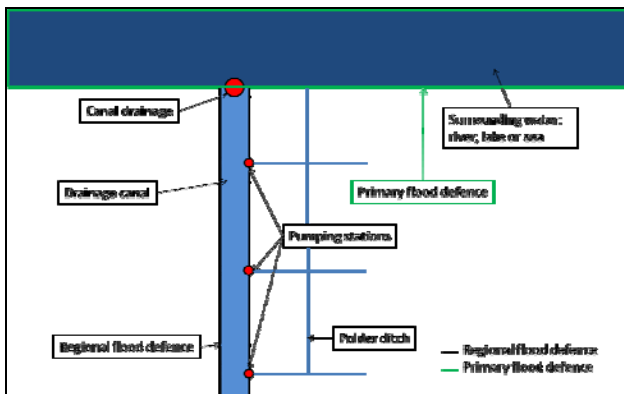 Canal drainage
Surrounding water:
river, lake or sea
Drainage canal
Primary flood defence
Pumping stations
Regional flood defence
Polder ditch
Regional flood defence
Primary flood defence